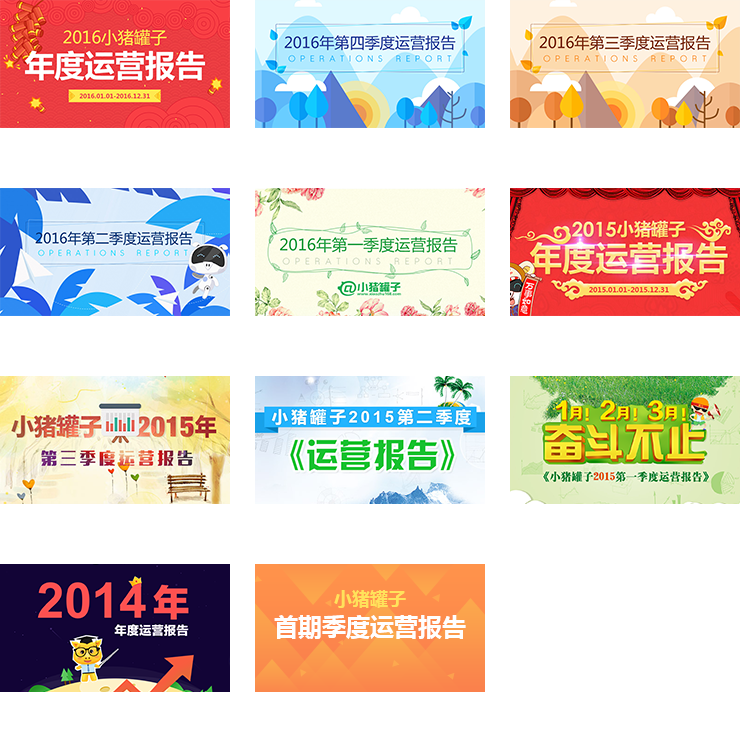 2016小猪罐子
年度运营报告
2016.01.01-2016.12.31
2016年第四季度运营报告
OPERATIONS REPORT
2016年第三季度运营报告
OPERATIONS REPORT
2016年第二季度运营报告
OPERATIONS REPORT
2016年第一季度运营报告
OPERATIONS REPORT
@小猪罐子
2015小猪罐子
年度运营报告
2015.01.01-2015.12.31
万事如意
小猪罐子 2015年
第三季度运营报告
小猪罐子2015第二季度
《运营报告》
1月! 2月! 3月!
奋斗不止
《小猪罐子2015第一季度运营报告》
2014年
年度运营报告
小猪罐子
首期季度运营报告